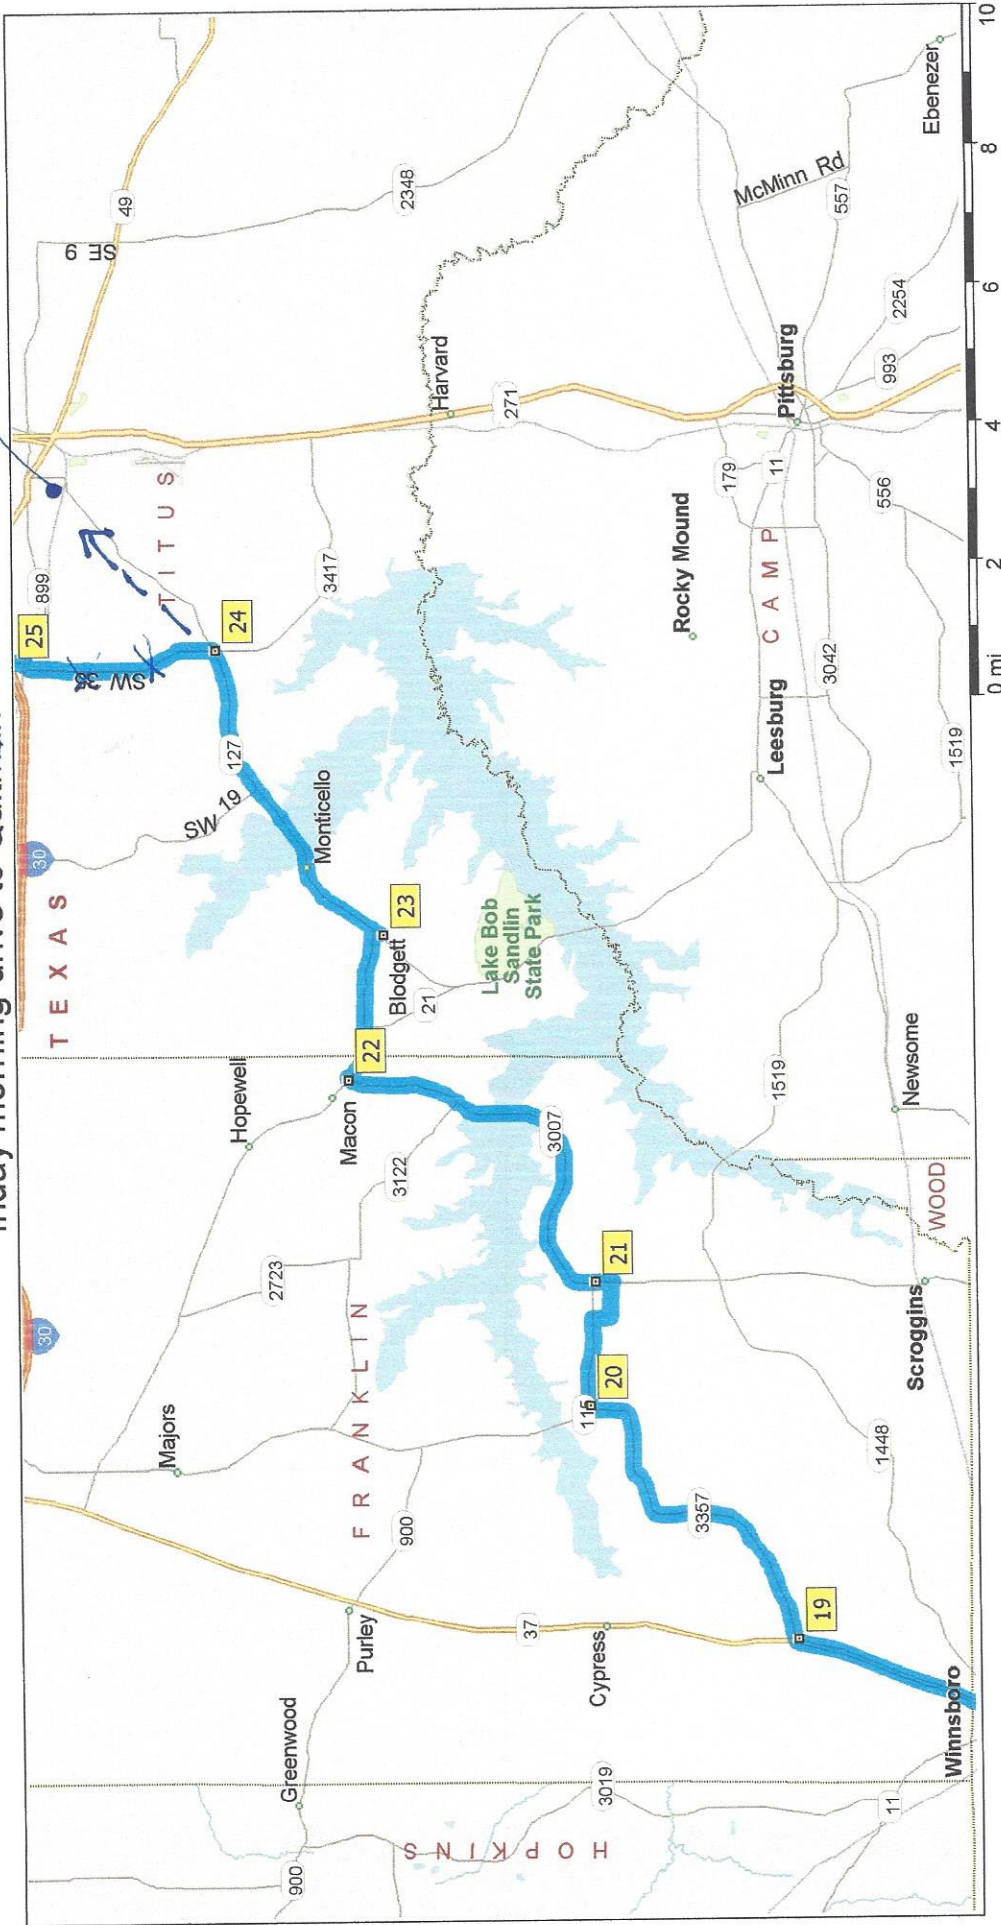 Friday morning drive to
TEXAS
30
30
TITUS
FRANKLIN
HOPKINS
CAMP
WOOD
25
24
23
22
21
20
19
899
49
SE 9
2348
SW
127
SW 19
3417
Monticello
Blodgett
21
Lake Bob
Sandlin
State Park
Hopewell
Macon
3122
3007
2723
Majors
900
Purley
37
Cypress
Greenwood
900
3019
11
Winnsboro
3357
115
1448
Scroggins
Newsome
1519
1519
Leesburg
3042
Rocky Mound
Harvard
271
179
11
Pittsburg
556
993
2254
557
McMinn Rd
Ebenezer
0 mi
2
4
6
8
10